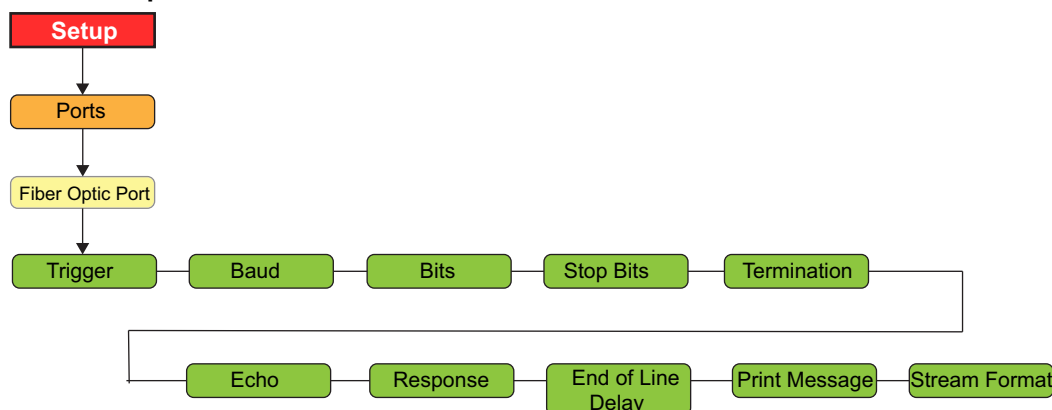 Setup
Ports
Fiber Optic Port
Trigger
Baud
Bits
Stop Bits
Termination
Echo
Response
End of Line
Delay
Print Message
Stream Format